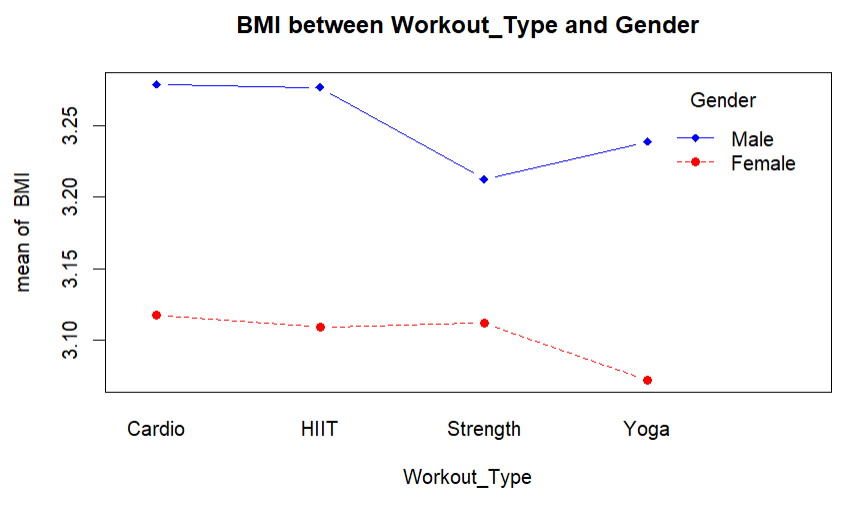 BMI between Workout_Type and Gender
mean of BMI
3.25
3.20
3.15
3.10
Gender
Male
Female
Cardio HIIT Strength Yoga
Workout_Type